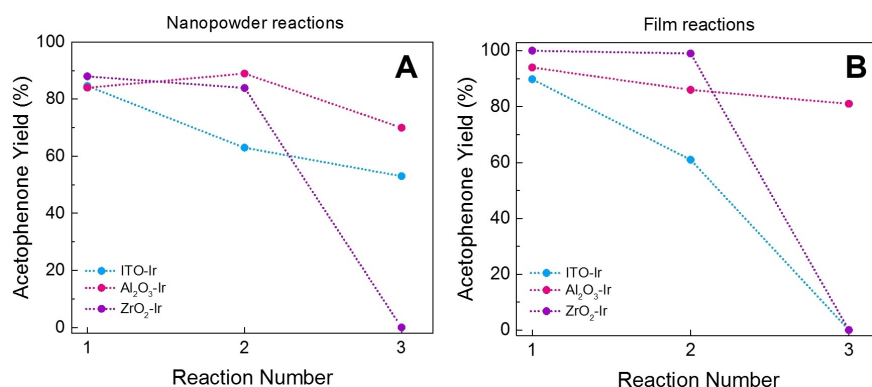 Nanopowder reactions
A
Acetophenone Yield (%)
100
80
60
40
20
0
ITO-Ir
Al₂O₃-Ir
ZrO₂-Ir
1 2 3
Reaction Number
Film reactions
B
Acetophenone Yield (%)
100
80
60
40
20
0
ITO-Ir
Al₂O₃-Ir
ZrO₂-Ir
1 2 3
Reaction Number